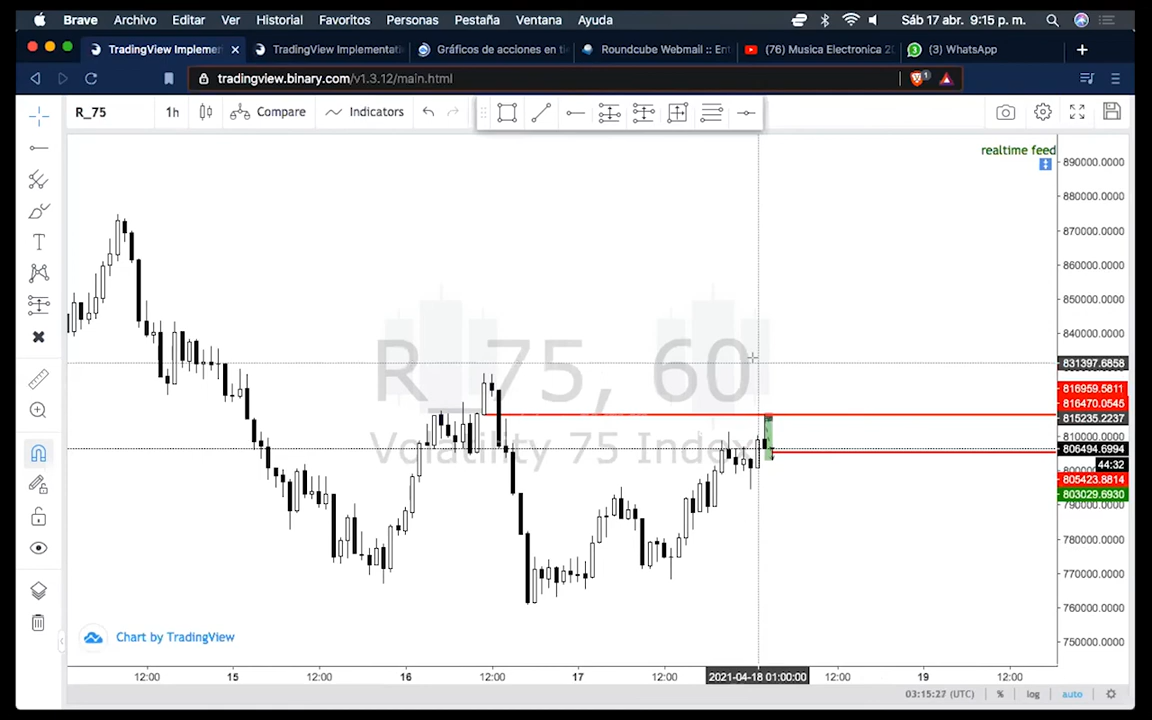 Brave Archivo Editar Ver Historial Favoritos Personas Pestaña Ventana Ayuda Sáb 17 abr. 9:15 p. m.
TradingView Implemen TradingView Implementati Gráficos de acciones en ti Roundcube Webmail :: Ent (76) Musica Electronica 20 (3) WhatsApp
tradingview.binary.com/v1.3.12/main.html 1
R_75 1h Compare Indicators
realtime feed
R_75, 60
Volatility 75 Index
890000.0000
880000.0000
870000.0000
860000.0000
850000.0000
840000.0000
831397.6858
816959.5811
816470.0545
815235.2237
810000.0000
806494.6994
44:32
805423.8814
803029.6930
790000.0000
780000.0000
770000.0000
760000.0000
750000.0000
Chart by TradingView
12:00 15 12:00 16 12:00 17 12:00 2021-04-18 01:00:00 12:00 19 12:00
03:15:27 (UTC) % log auto